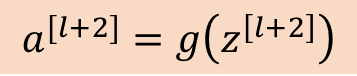 a^{[l+2]} = g(z^{[l+2]})